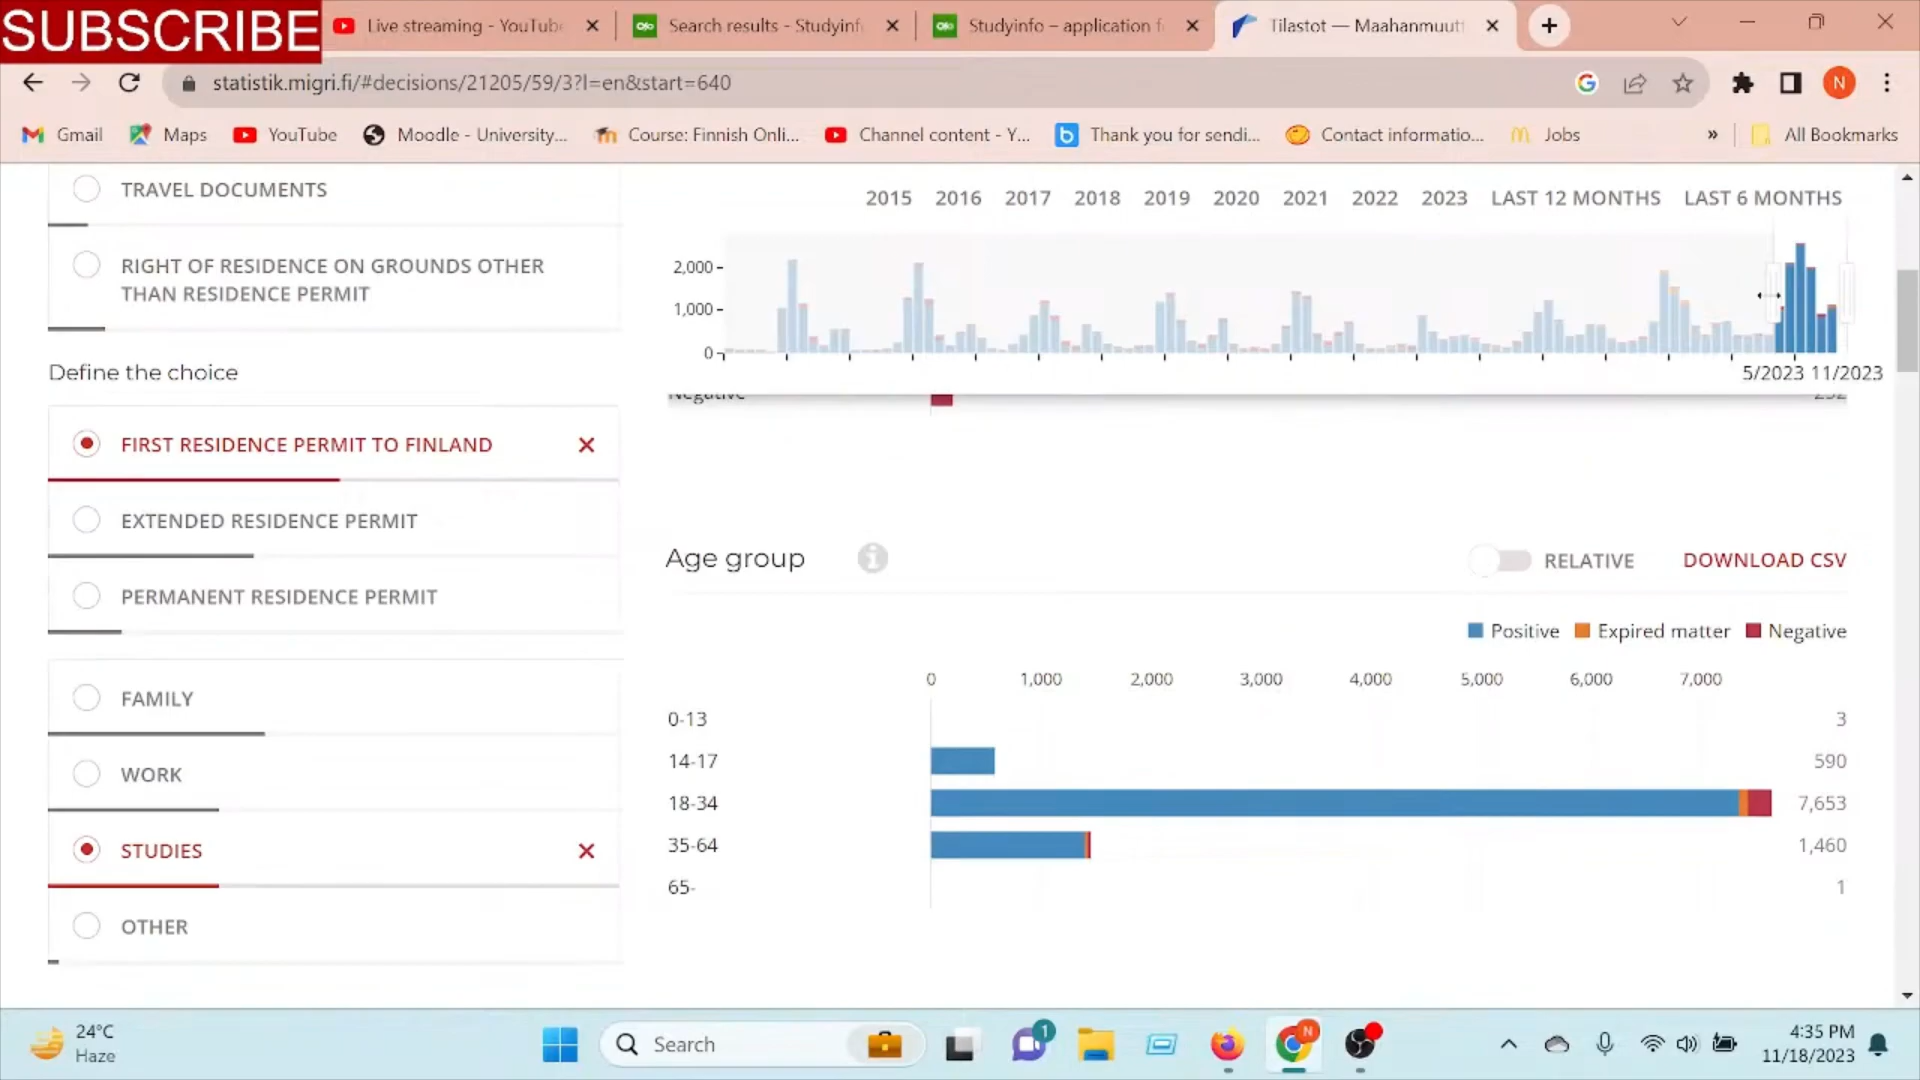 SUBSCRIBE
Live streaming - YouTub
Search results - Studyinf
Studyinfo – application f
Tilastot — Maahanmuutt
statistik.migri.fi/#decisions/21205/59/3?l=en&start=640
N
Gmail
Maps
YouTube
Moodle - University...
Course: Finnish Onli...
Channel content - Y...
Thank you for sendi...
Contact informatio...
Jobs
»
All Bookmarks
TRAVEL DOCUMENTS
RIGHT OF RESIDENCE ON GROUNDS OTHER
THAN RESIDENCE PERMIT
Define the choice
FIRST RESIDENCE PERMIT TO FINLAND
EXTENDED RESIDENCE PERMIT
PERMANENT RESIDENCE PERMIT
FAMILY
WORK
STUDIES
OTHER
2015 2016 2017 2018 2019 2020 2021 2022 2023 LAST 12 MONTHS LAST 6 MONTHS
2,000
1,000
0
5/2023 11/2023
Negative 252
Age group
RELATIVE DOWNLOAD CSV
Positive Expired matter Negative
0 1,000 2,000 3,000 4,000 5,000 6,000 7,000
0-13 3
14-17 590
18-34 7,653
35-64 1,460
65- 1
24°C
Haze
Search
1
N
4:35 PM
11/18/2023